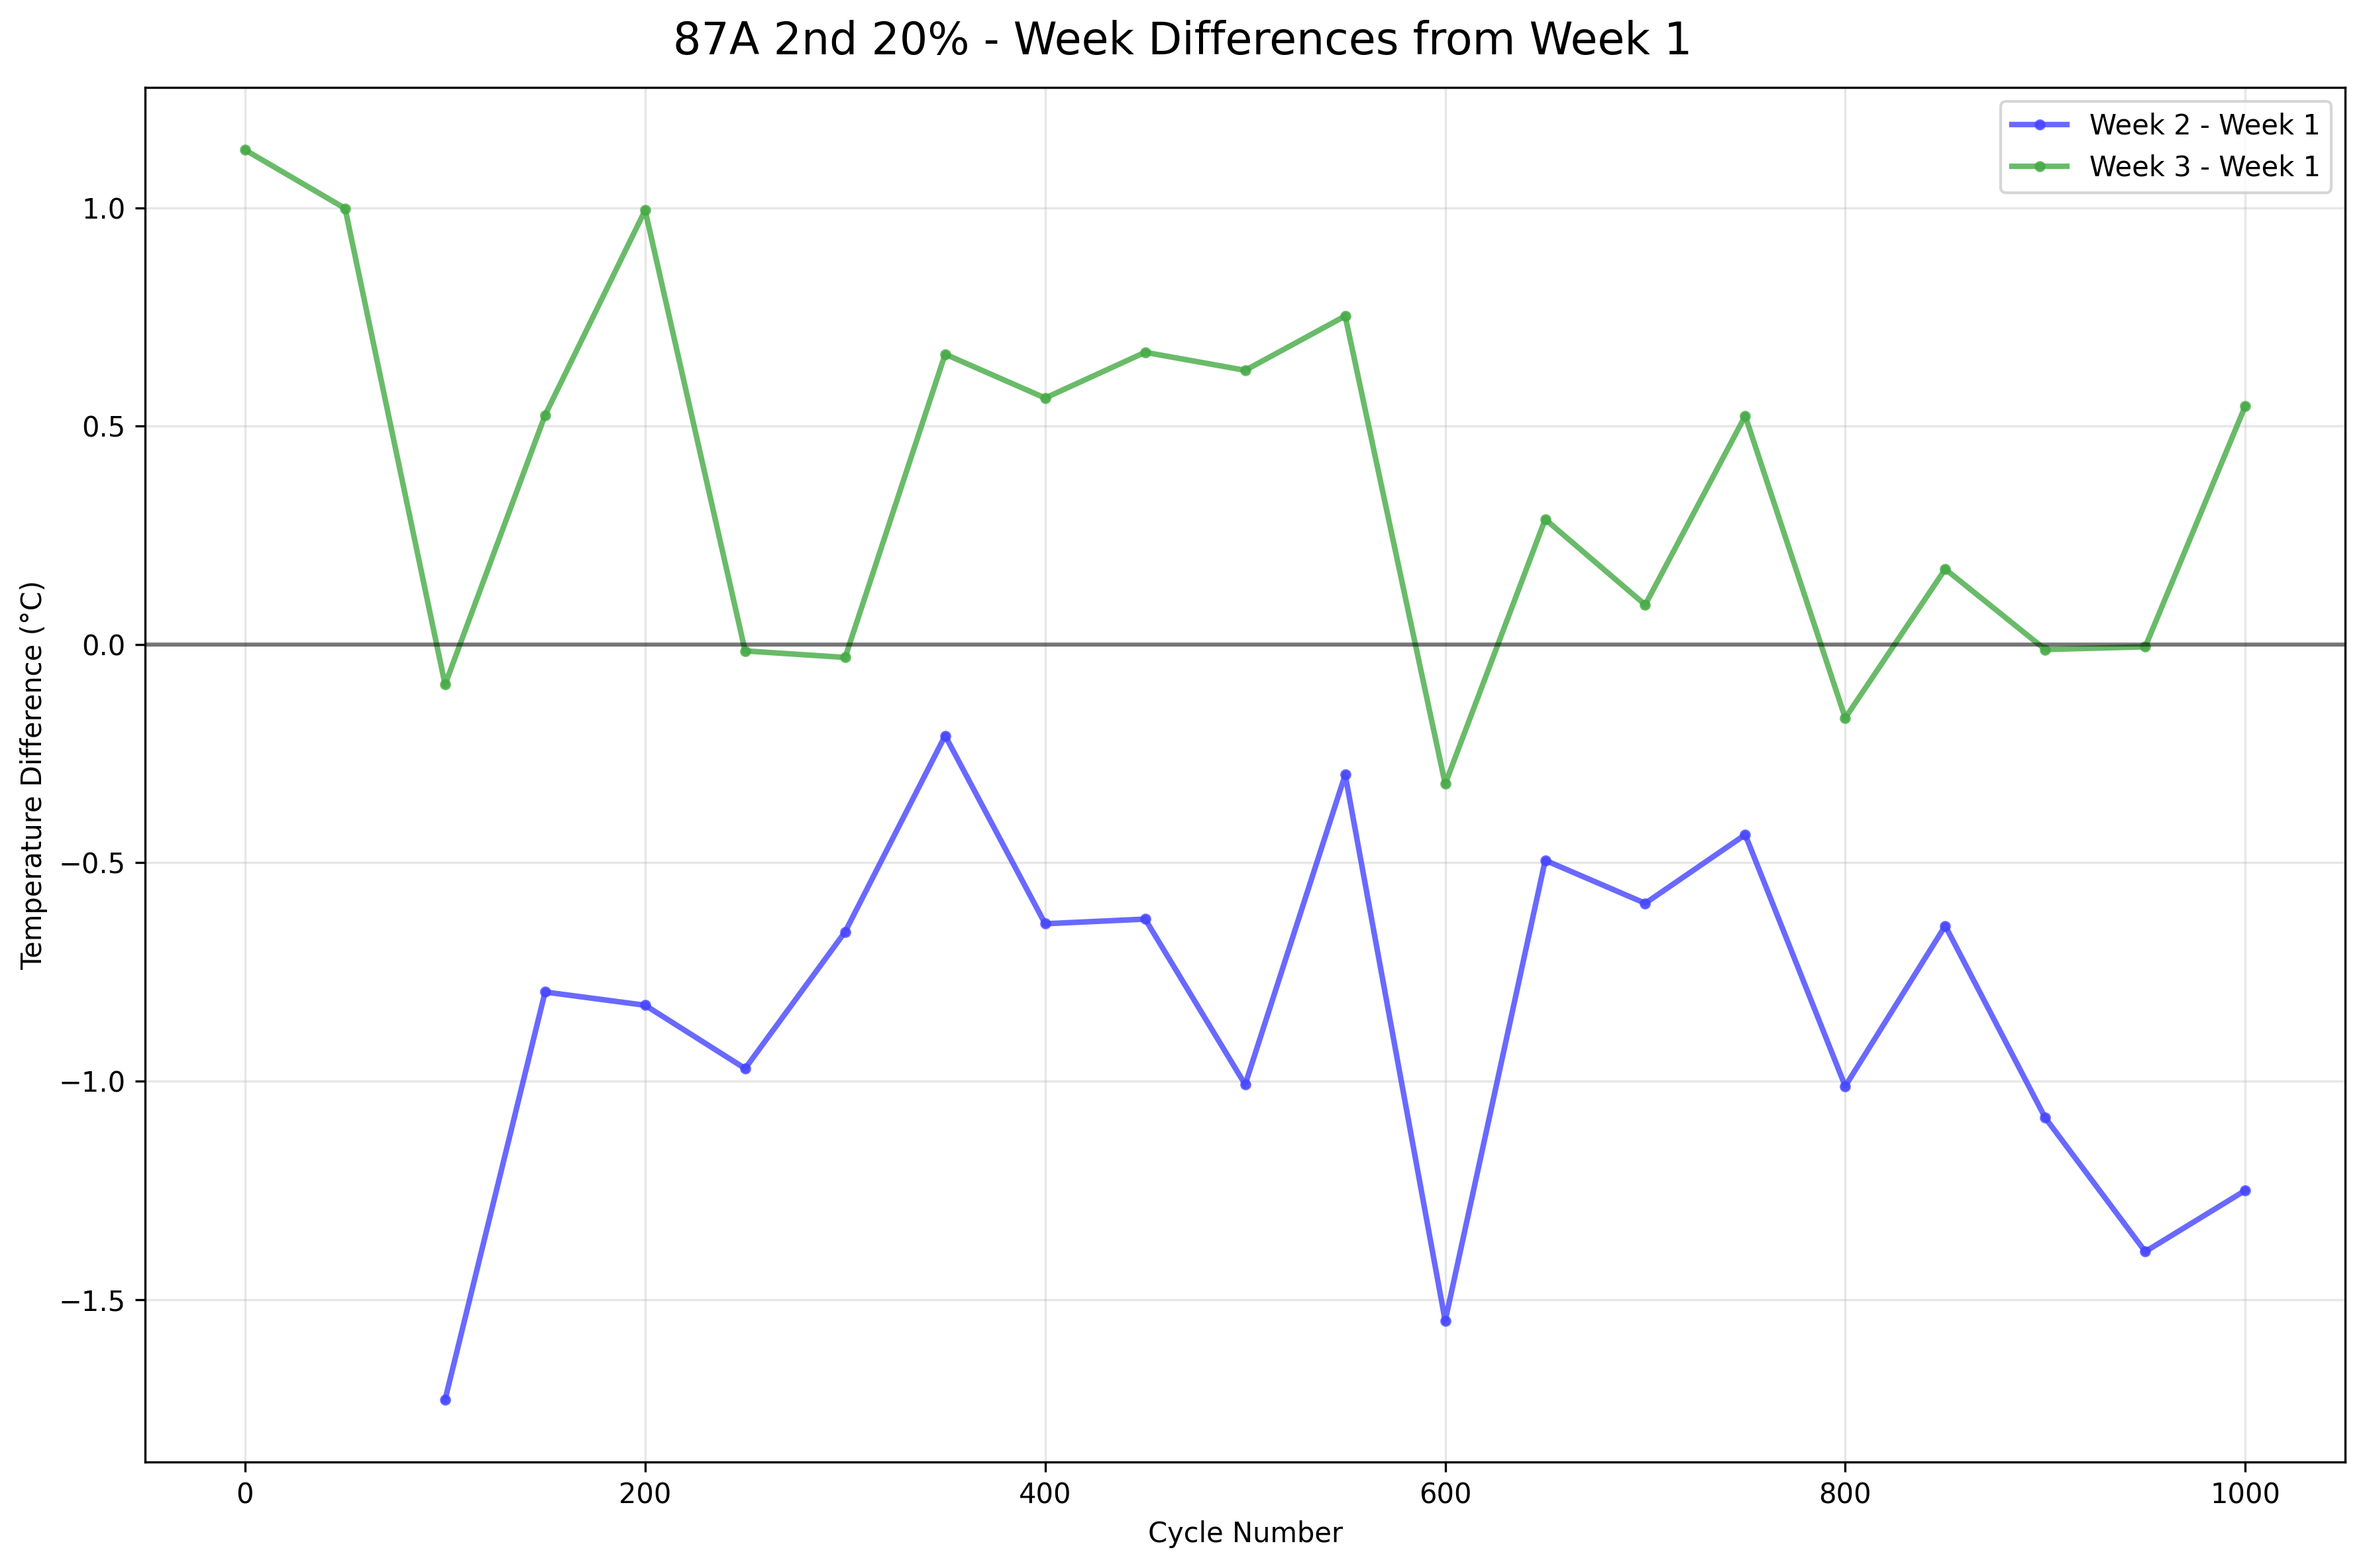 87A 2nd 20% - Week Differences from Week 1
Week 2 - Week 1
Week 3 - Week 1
Temperature Difference (°C)
1.0
0.5
0.0
−0.5
−1.0
−1.5
0 200 400 600 800 1000
Cycle Number